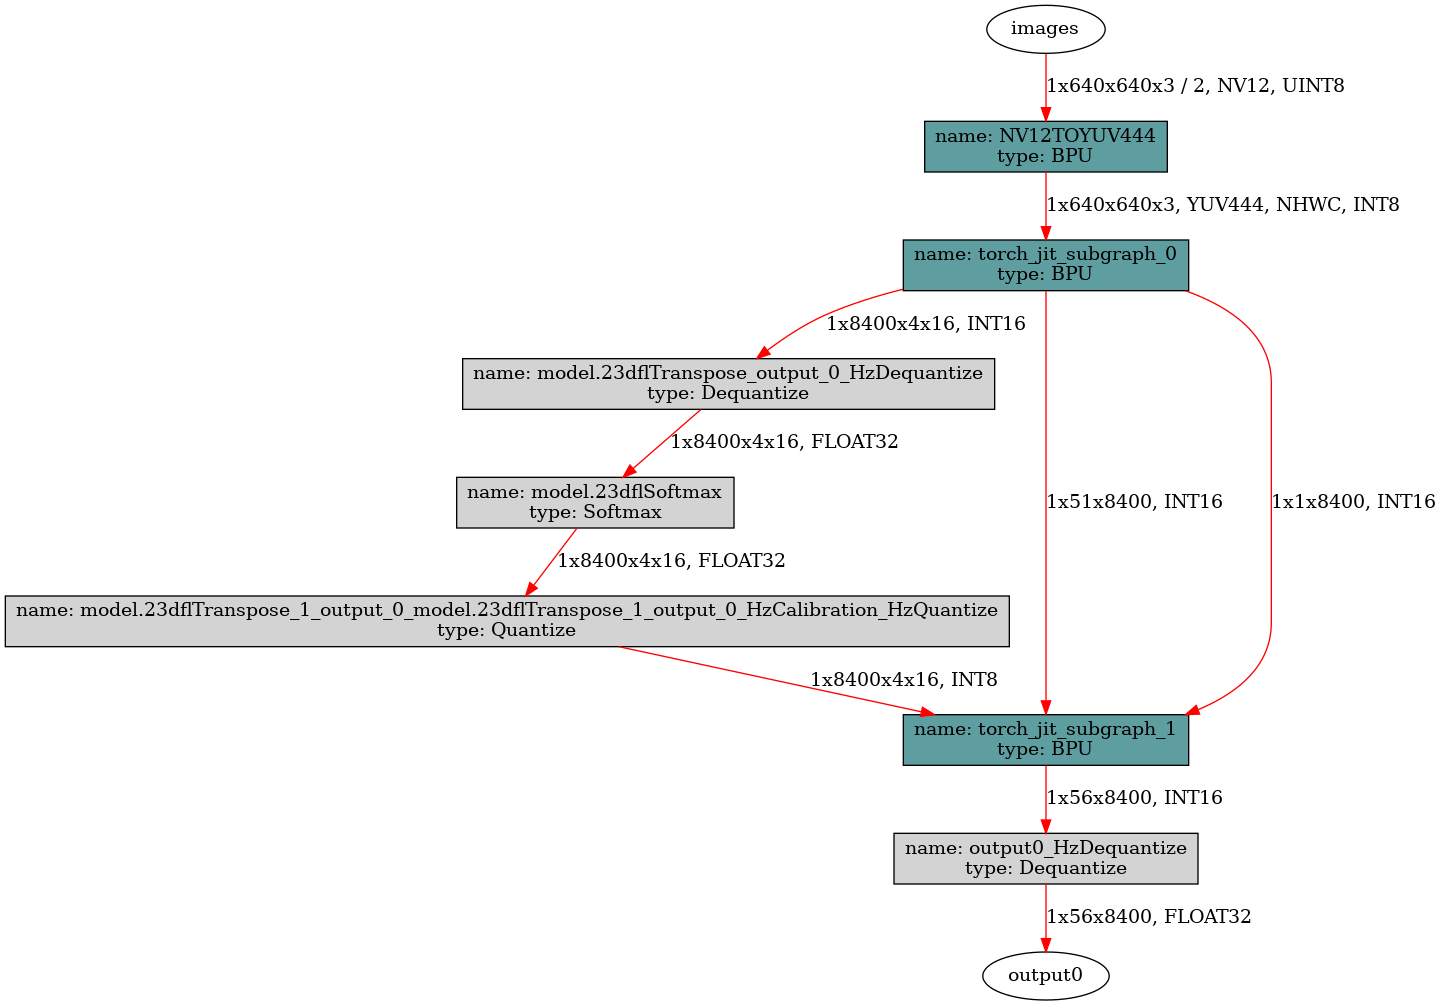 images
1x640x640x3 / 2, NV12, UINT8
name: NV12TOYUV444
type: BPU
1x640x640x3, YUV444, NHWC, INT8
name: torch_jit_subgraph_0
type: BPU
1x8400x4x16, INT16
name: model.23dflTranspose_output_0_HzDequantize
type: Dequantize
1x8400x4x16, FLOAT32
name: model.23dflSoftmax
type: Softmax
1x51x8400, INT16
1x1x8400, INT16
1x8400x4x16, FLOAT32
name: model.23dflTranspose_1_output_0_model.23dflTranspose_1_output_0_HzCalibration_HzQuantize
type: Quantize
1x8400x4x16, INT8
name: torch_jit_subgraph_1
type: BPU
1x56x8400, INT16
name: output0_HzDequantize
type: Dequantize
1x56x8400, FLOAT32
output0